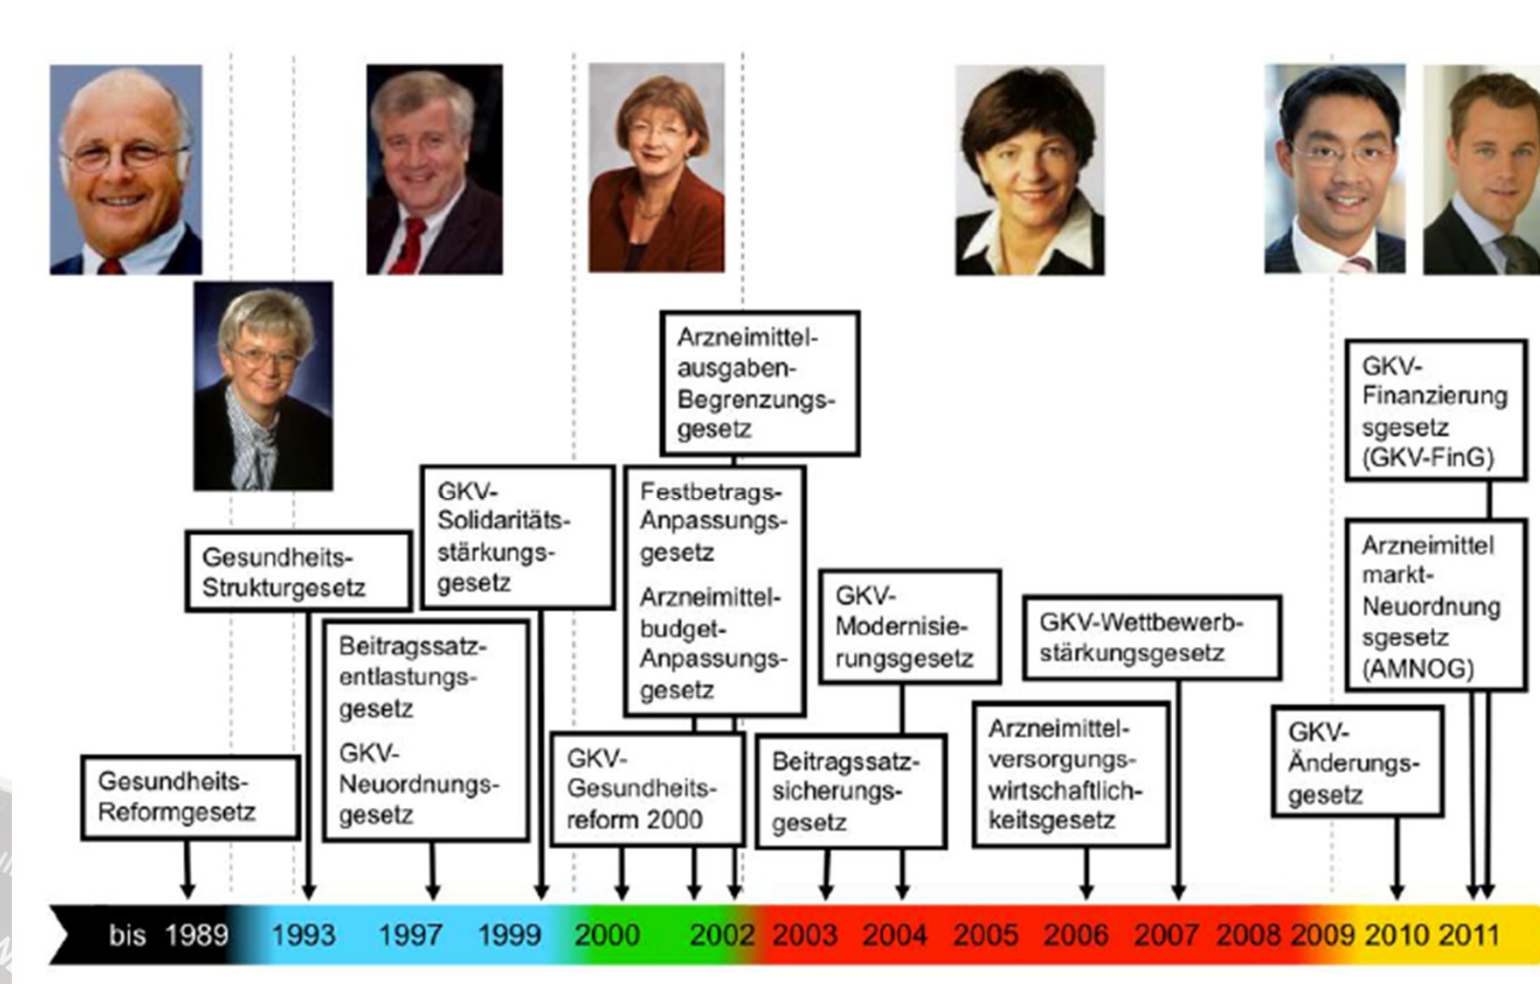 Arzneimittel-
ausgaben-
Begrenzungs-
gesetz
GKV-
Finanzierung
sgesetz
(GKV-FinG)
GKV-
Solidaritäts-
stärkungs-
gesetz
Festbetrags-
Anpassungs-
gesetz
Arzneimittel-
budget-
Anpassungs-
gesetz
Gesundheits-
Strukturgesetz
Arzneimittel
markt-
Neuordnung
sgesetz
(AMNOG)
GKV-
Modernisie-
rungsgesetz
GKV-Wettbewerb-
stärkungsgesetz
Beitragssatz-
entlastungs-
gesetz
GKV-
Neuordnungs-
gesetz
Arzneimittel-
versorgungs-
wirtschaftlich-
keitsgesetz
GKV-
Änderungs-
gesetz
GKV-
Gesundheits-
reform 2000
Beitragssatz-
sicherungs-
gesetz
Gesundheits-
Reformgesetz
bis 1989 1993 1997 1999 2000 2002 2003 2004 2005 2006 2007 2008 2009 2010 2011